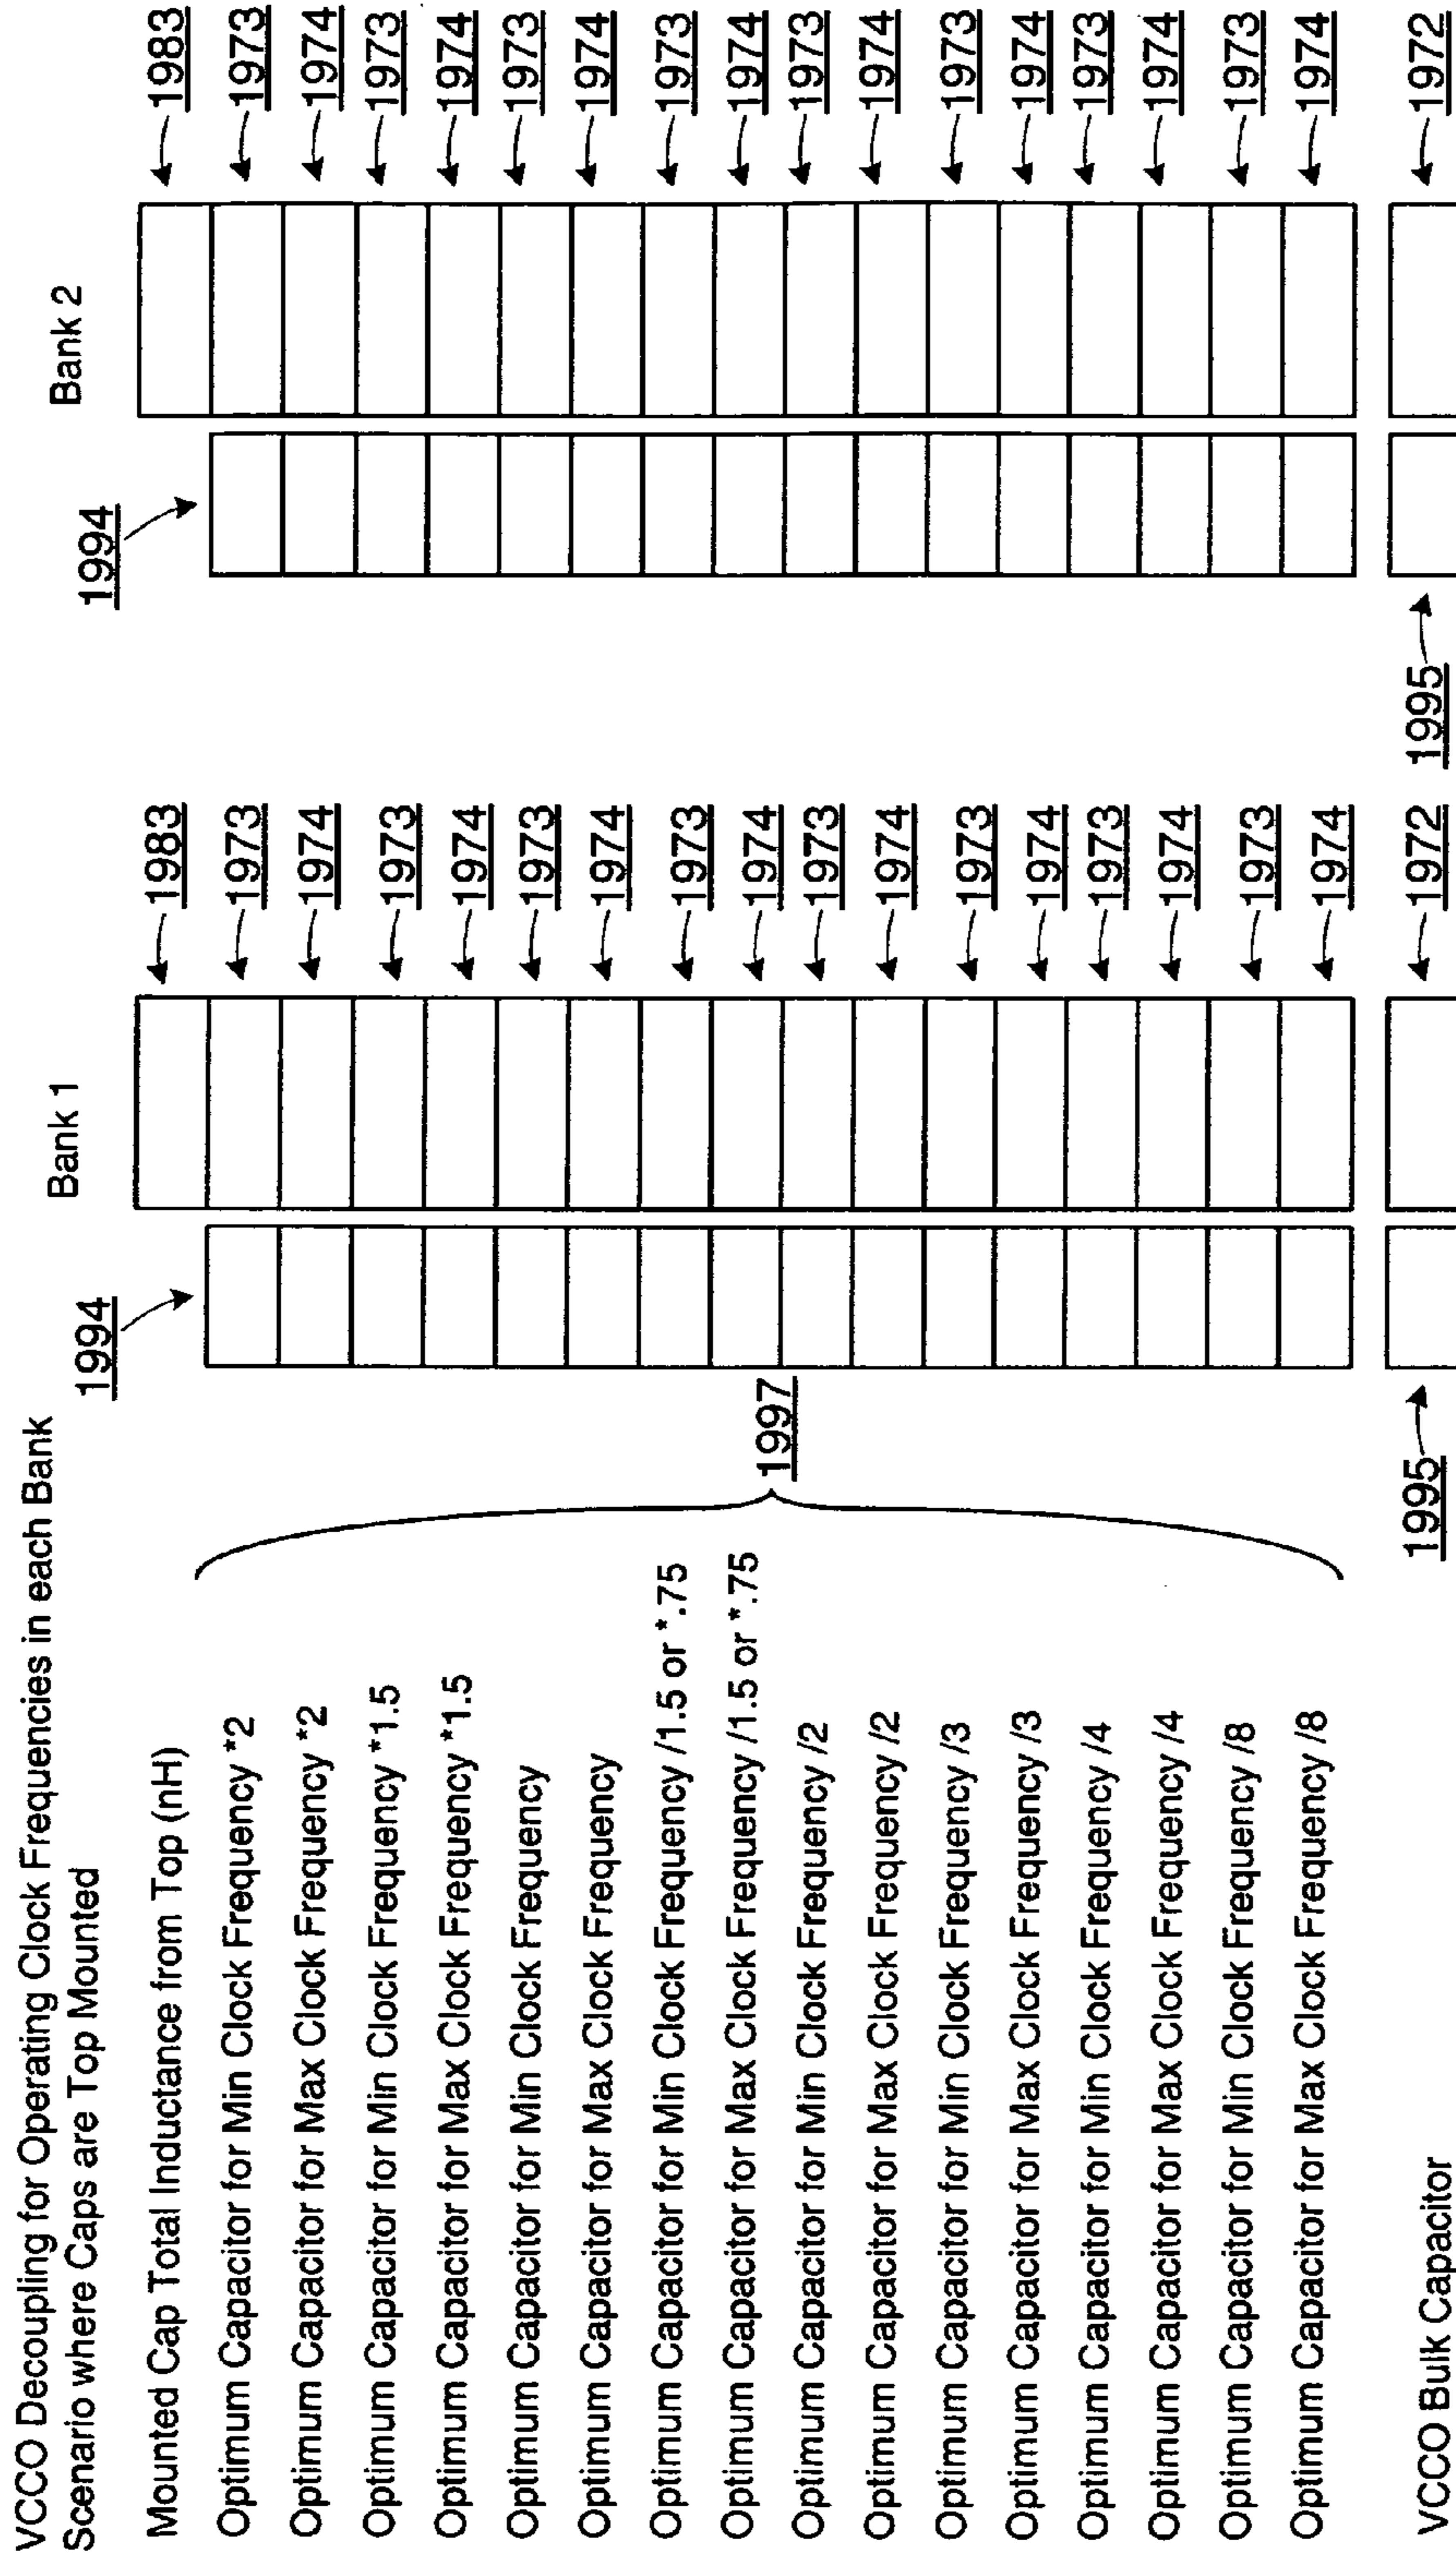 VCCO Decoupling for Operating Clock Frequencies in each Bank
Scenario where Caps are Top Mounted
1994 Bank 1 1994 Bank 2
Mounted Cap Total Inductance from Top (nH) 1983 1983
Optimum Capacitor for Min Clock Frequency *2 1973 1973
Optimum Capacitor for Max Clock Frequency *2 1974 1974
Optimum Capacitor for Min Clock Frequency *1.5 1973 1973
Optimum Capacitor for Max Clock Frequency *1.5 1974 1974
Optimum Capacitor for Min Clock Frequency 1973 1973
Optimum Capacitor for Max Clock Frequency 1974 1974
Optimum Capacitor for Min Clock Frequency /1.5 or *.75 1973 1973
Optimum Capacitor for Max Clock Frequency /1.5 or *.75 1997 1974 1974
Optimum Capacitor for Min Clock Frequency /2 1973 1973
Optimum Capacitor for Max Clock Frequency /2 1974 1974
Optimum Capacitor for Min Clock Frequency /3 1973 1973
Optimum Capacitor for Max Clock Frequency /3 1974 1974
Optimum Capacitor for Min Clock Frequency /4 1973 1973
Optimum Capacitor for Max Clock Frequency /4 1974 1974
Optimum Capacitor for Min Clock Frequency /8 1973 1973
Optimum Capacitor for Max Clock Frequency /8 1974 1974
VCCO Bulk Capacitor 1995 1972 1995 1972